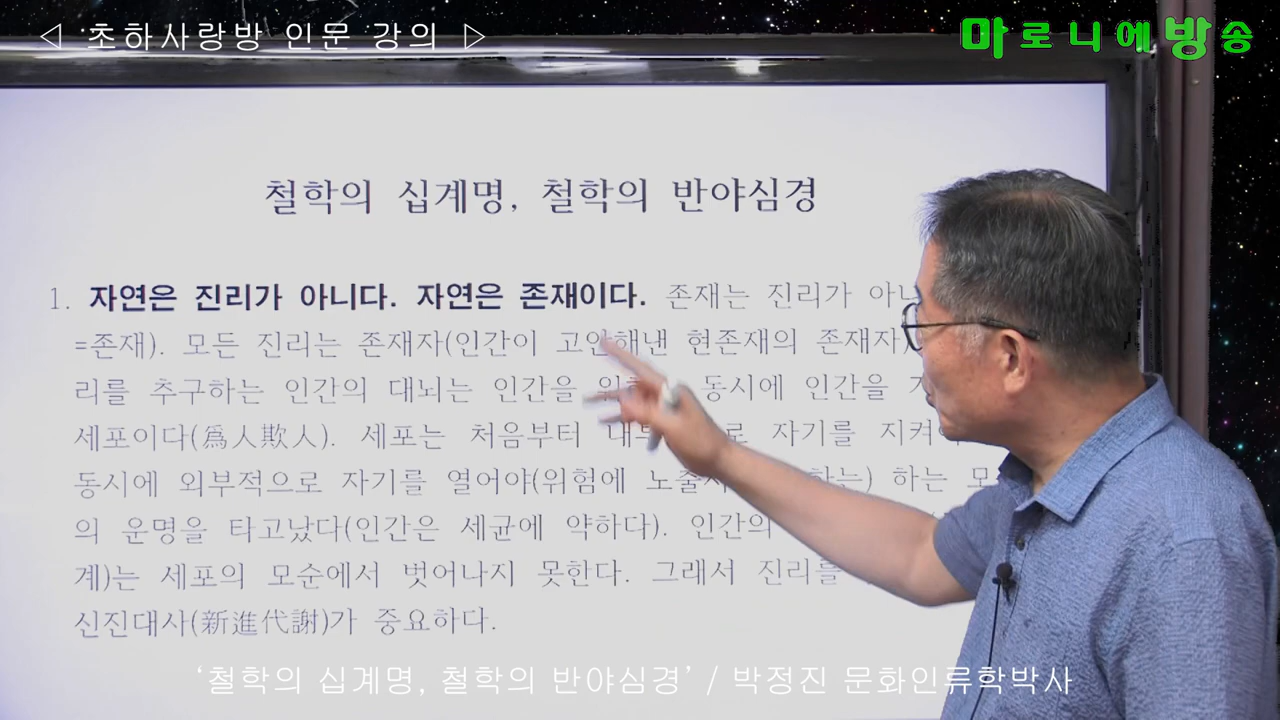 ◁ 초하사랑방 인문 강의 ▷
마로니에방송
철학의 십계명, 철학의 반야심경
1. 자연은 진리가 아니다. 자연은 존재이다. 존재는 진리가
=존재). 모든 진리는 존재자(인간이 고안해낸 현존재의 존재자)
리를 추구하는 인간의 대뇌는 인간을 동시에 인간을
세포이다(爲人欺人). 세포는 처음부터 자기를
동시에 외부적으로 자기를 열어야(위험에 하는) 하는
의 운명을 타고났다(인간은 세균에 약하다). 인간의
계)는 세포의 모순에서 벗어나지 못한다. 그래서 진리를
신진대사(新進代謝)가 중요하다.
‘철학의 십계명, 철학의 반야심경’ / 박정진 문화인류학박사